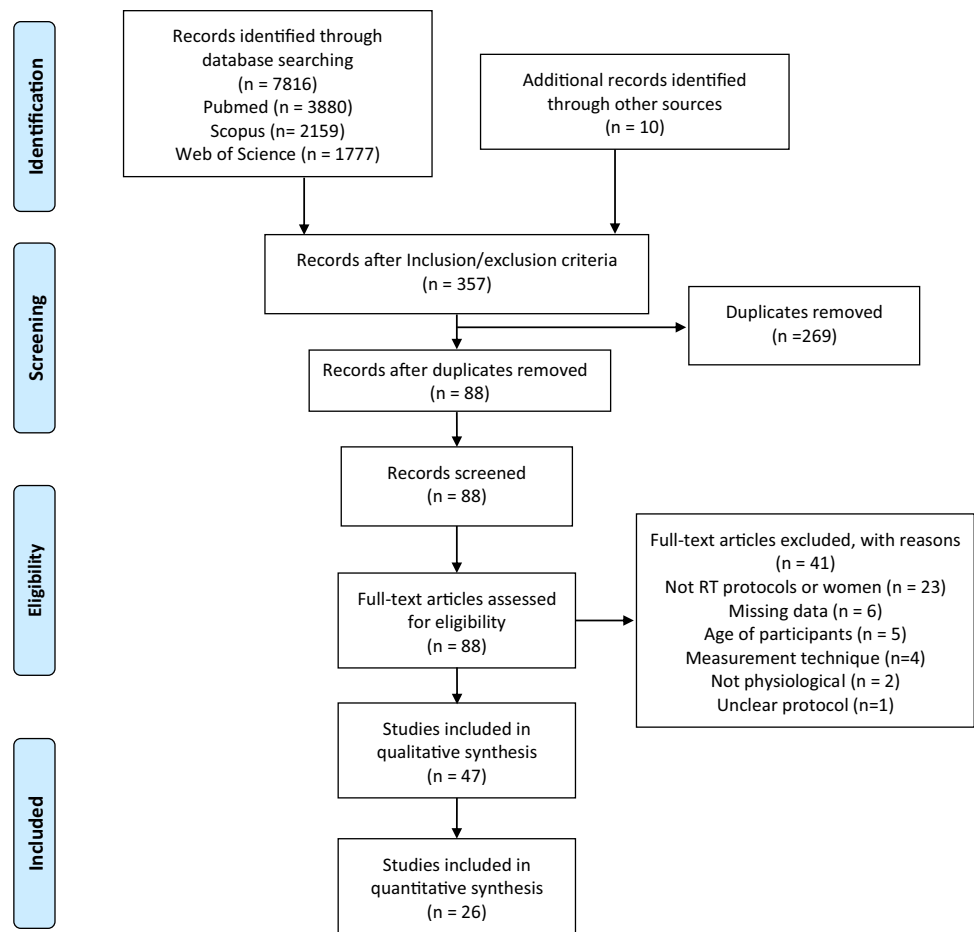 Identification
Records identified through
database searching
(n = 7816)
Pubmed (n = 3880)
Scopus (n= 2159)
Web of Science (n = 1777)
Additional records identified
through other sources
(n = 10)
Screening
Records after Inclusion/exclusion criteria
(n = 357)
Duplicates removed
(n =269)
Records after duplicates removed
(n = 88)
Eligibility
Records screened
(n = 88)
Full-text articles assessed
for eligibility
(n = 88)
Full-text articles excluded, with reasons
(n = 41)
Not RT protocols or women (n = 23)
Missing data (n = 6)
Age of participants (n = 5)
Measurement technique (n=4)
Not physiological (n = 2)
Unclear protocol (n=1)
Included
Studies included in
qualitative synthesis
(n = 47)
Studies included in
quantitative synthesis
(n = 26)